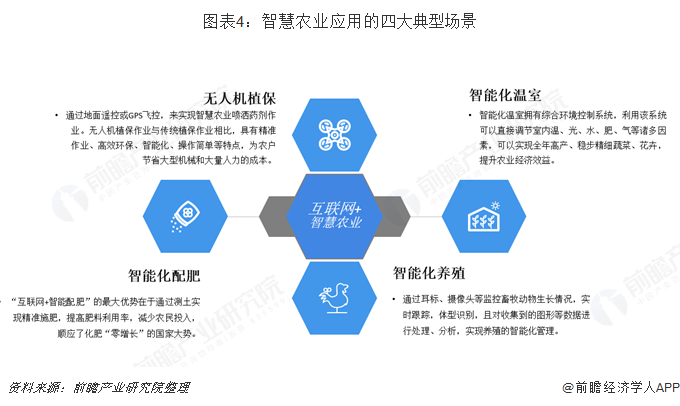 图表4：智慧农业应用的四大典型场景
无人机植保
• 通过地面遥控或GPS飞控，来实现智慧农业喷洒药剂作
业。无人机植保作业与传统植保作业相比，具有精准
作业、高效环保、智能化、操作简单等特点，为农户
节省大型机械和大量人力的成本。
智能化温室
• 智能化温室拥有综合环境控制系统，利用该系统
可以直接调节室内温、光、水、肥、气等诸多因
素，可以实现全年高产、稳步精细蔬菜、花卉，
提升农业经济效益。
互联网+
智慧农业
智能化配肥
• “互联网+智能配肥”的最大优势在于通过测土实
现精准施肥，提高肥料利用率，减少农民投入，
顺应了化肥“零增长”的国家大势。
智能化养殖
• 通过耳标、摄像头等监控畜牧动物生长情况，实
时跟踪，体型识别，且对收集到的图形等数据进
行处理、分析，实现养殖的智能化管理。
前瞻产业研究院
资料来源：前瞻产业研究院整理
@前瞻经济学人APP